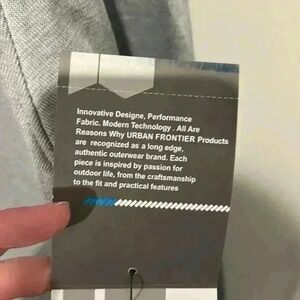 Innovative Designe, Performance
Fabric. Modern Technology . All Are
Reasons Why URBAN FRONTIER Products
are recognized as a long edge,
authentic outerwear brand. Each
piece is inspired by passion for
outdoor life, from the craftsmanship
to the fit and practical features